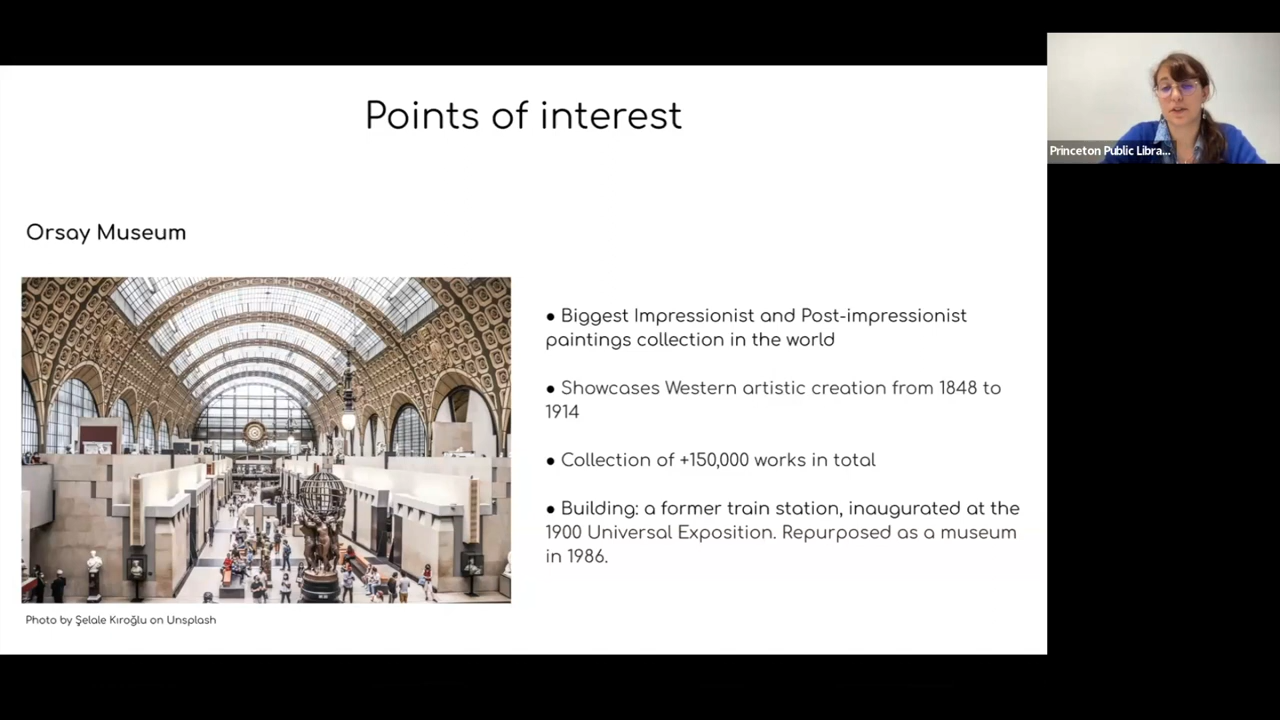 Points of interest
Princeton Public Libra...
Orsay Museum
● Biggest Impressionist and Post-impressionist
paintings collection in the world
● Showcases Western artistic creation from 1848 to
1914
● Collection of +150,000 works in total
● Building: a former train station, inaugurated at the
1900 Universal Exposition. Repurposed as a museum
in 1986.
Photo by Şelale Kıroğlu on Unsplash